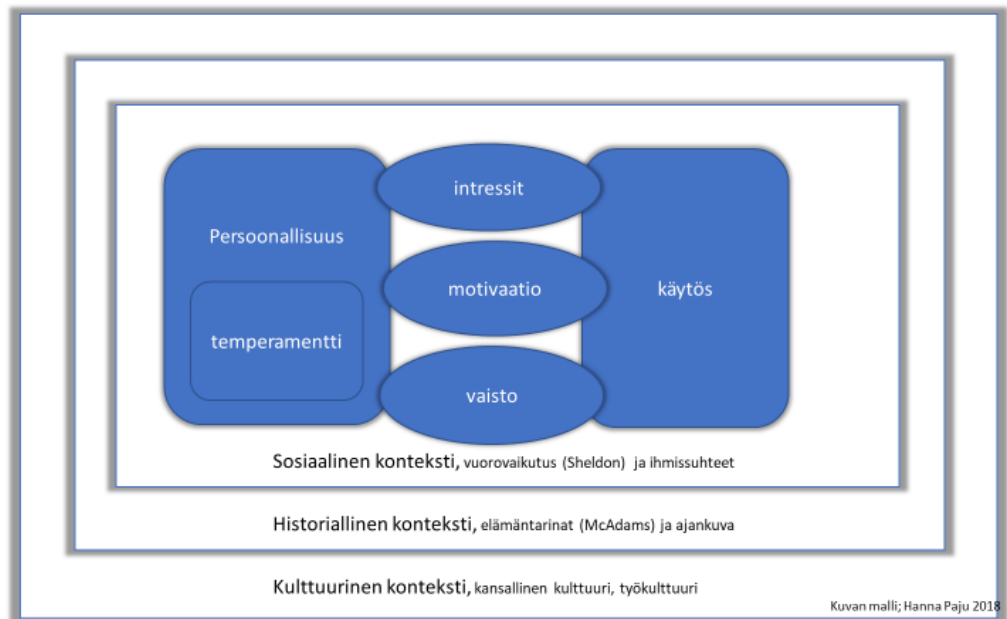 intressit
Persoonallisuus
motivaatio
käytös
temperamentti
vaisto
Sosiaalinen konteksti, vuorovaikutus (Sheldon) ja ihmissuhteet
Historiallinen konteksti, elämäntarinat (McAdams) ja ajankuva
Kulttuurinen konteksti, kansallinen kulttuuri, työkulttuuri
Kuvan malli; Hanna Paju 2018